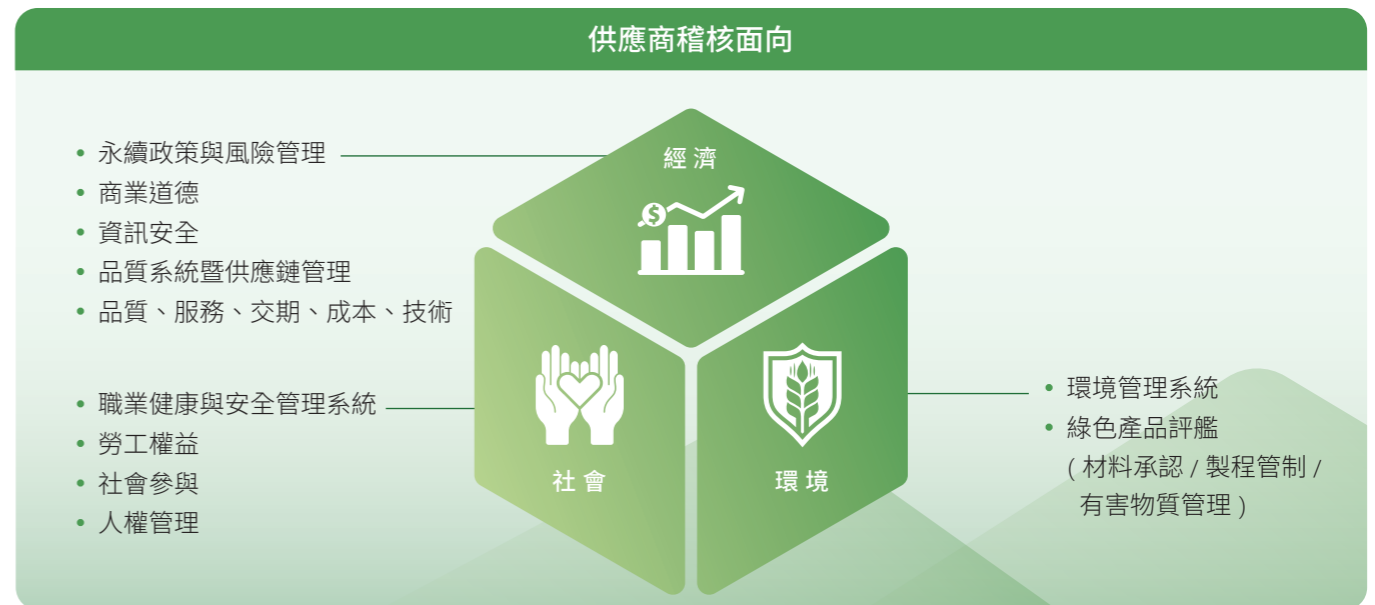 供應商稽核面向
• 永續政策與風險管理
• 商業道德
• 資訊安全
• 品質系統暨供應鏈管理
• 品質、服務、交期、成本、技術
經濟
$
• 職業健康與安全管理系統
• 勞工權益
• 社會參與
• 人權管理
社會
環境
• 環境管理系統
• 綠色產品評艦
( 材料承認 / 製程管制 /
有害物質管理 )